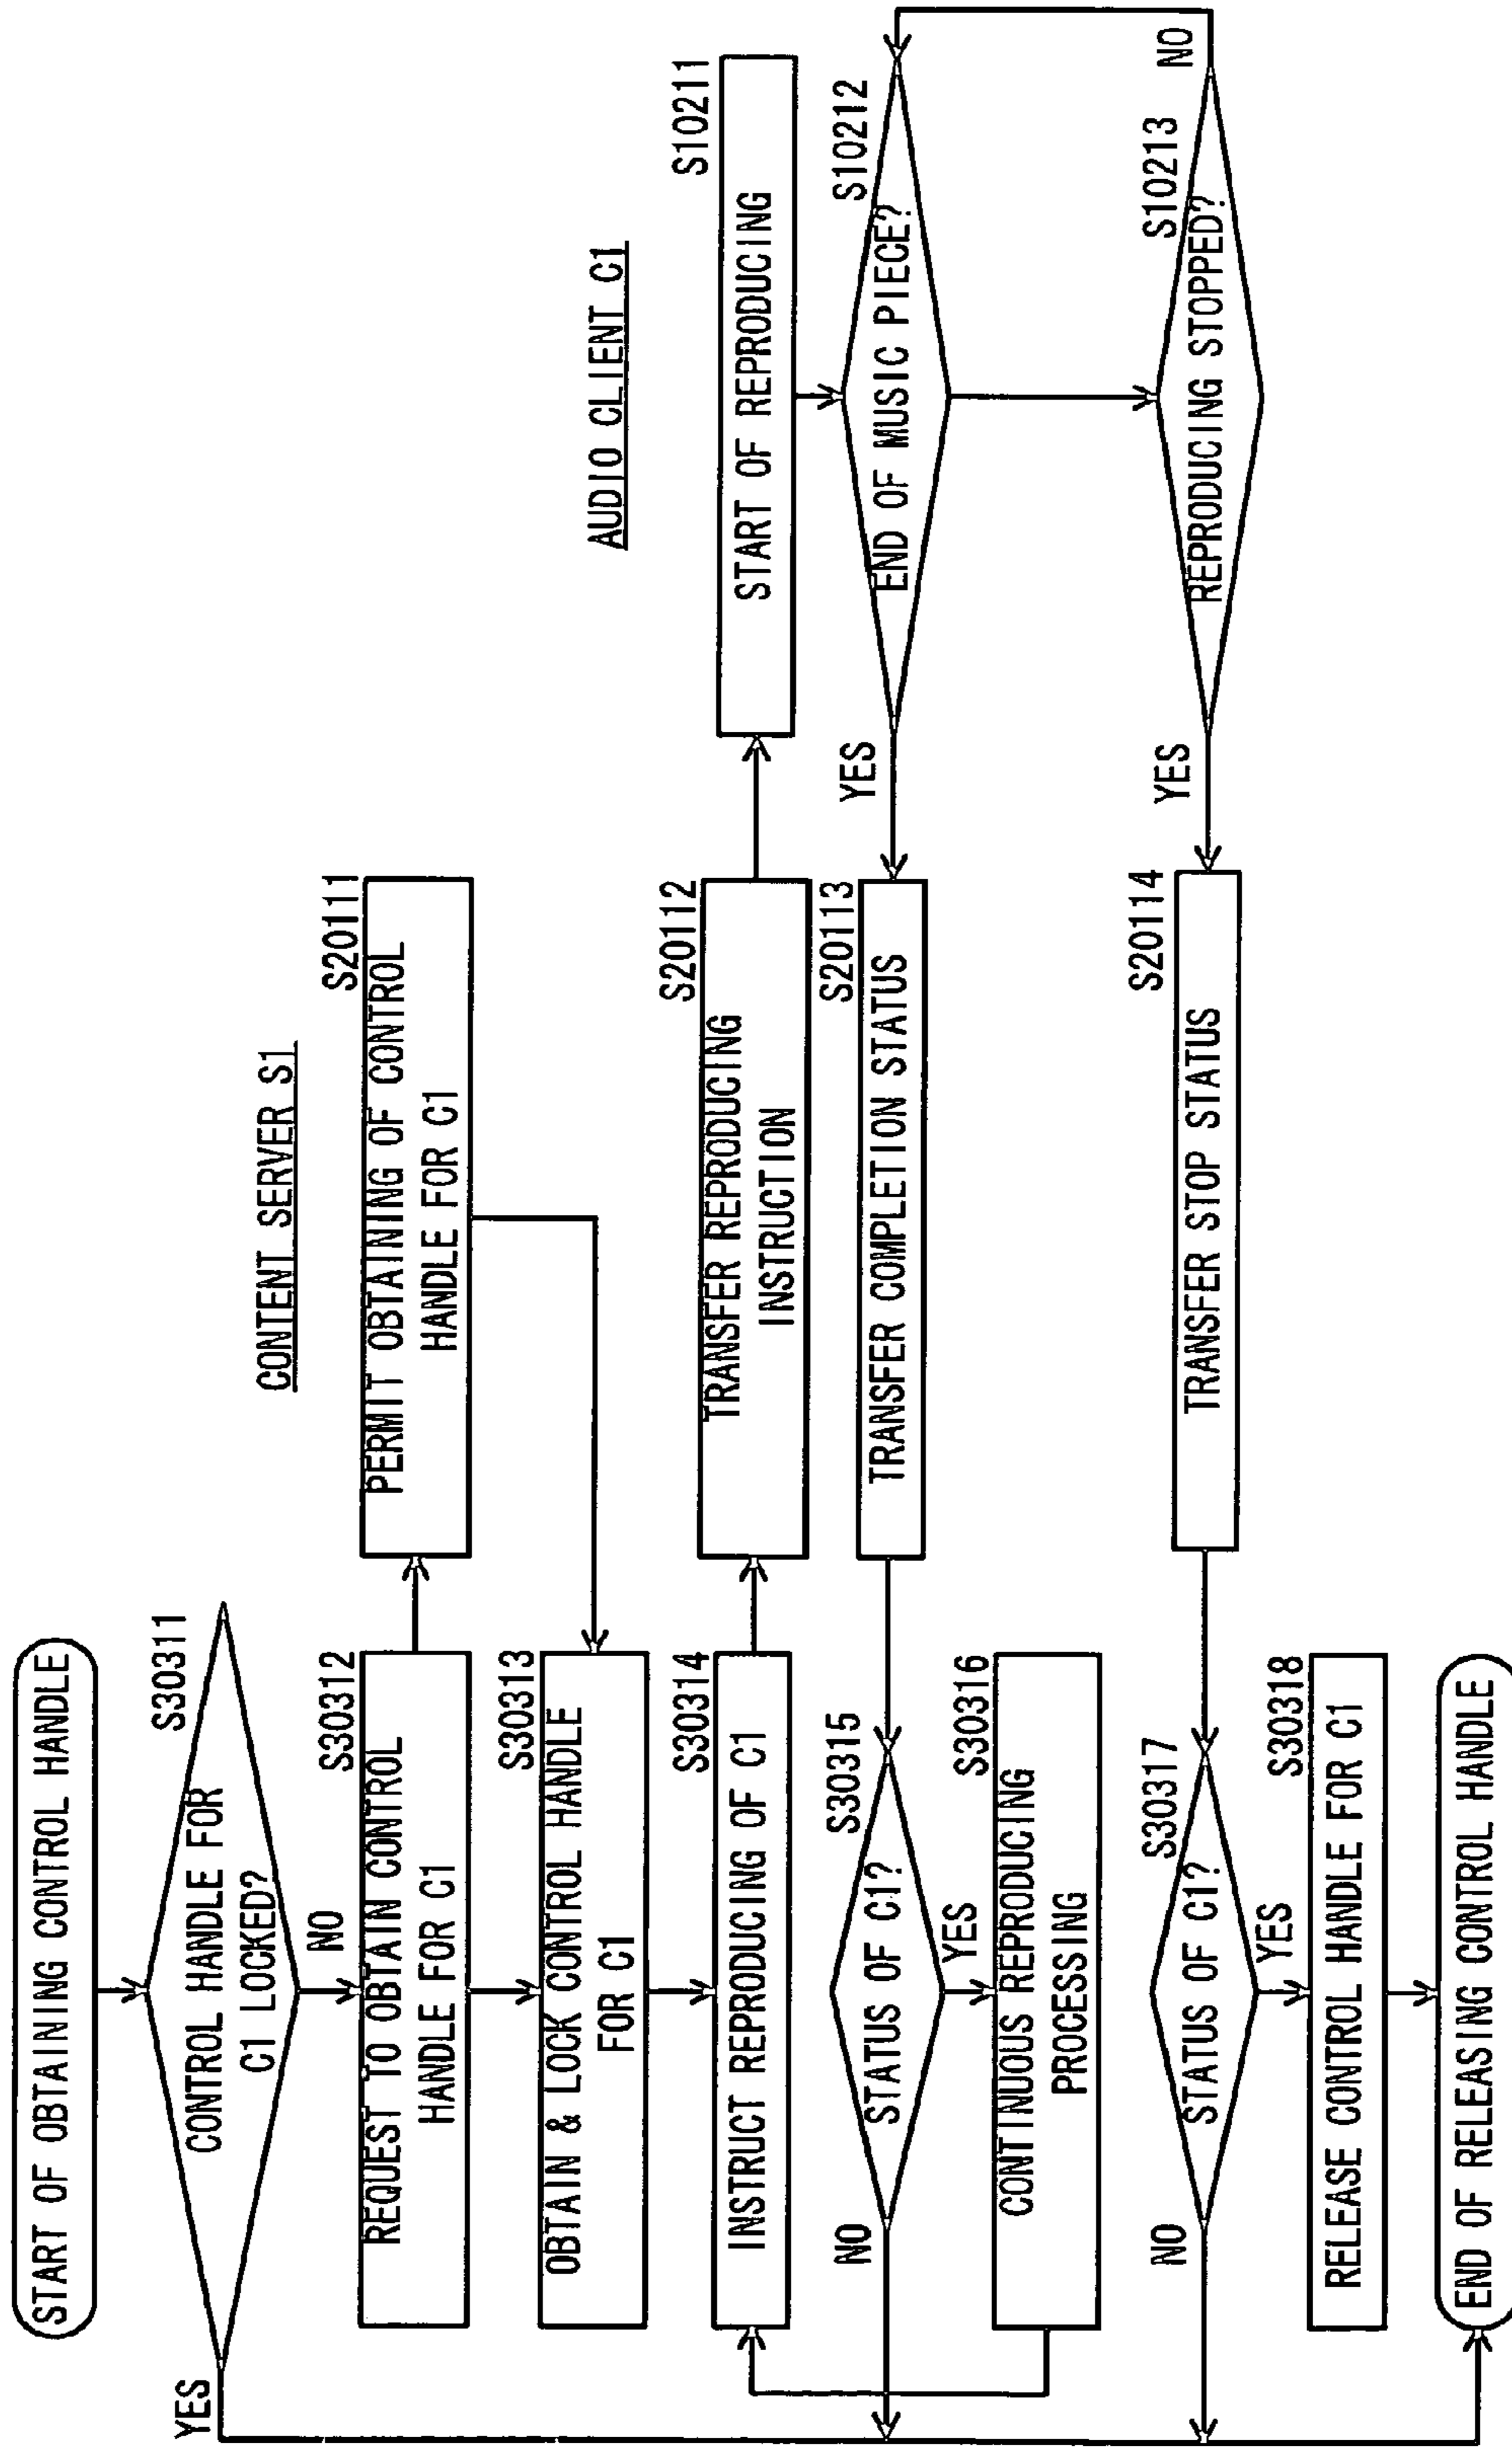 START OF OBTAINING CONTROL HANDLE
S30311
CONTROL HANDLE FOR
C1 LOCKED?
YES
NO
CONTENT SERVER S1
S30312
REQUEST TO OBTAIN CONTROL
HANDLE FOR C1
S20111
PERMIT OBTAINING OF CONTROL
HANDLE FOR C1
S30313
OBTAIN & LOCK CONTROL HANDLE
FOR C1
AUDIO CLIENT C1
S30314
INSTRUCT REPRODUCING OF C1
S20112
TRANSFER REPRODUCING
INSTRUCTION
S10211
START OF REPRODUCING
S30315
STATUS OF C1?
NO
YES
S20113
TRANSFER COMPLETION STATUS
YES
S10212
END OF MUSIC PIECE?
S30316
CONTINUOUS REPRODUCING
PROCESSING
S30317
STATUS OF C1?
NO
YES
S20114
TRANSFER STOP STATUS
YES
S10213
REPRODUCING STOPPED?
NO
S30318
RELEASE CONTROL HANDLE FOR C1
END OF RELEASING CONTROL HANDLE